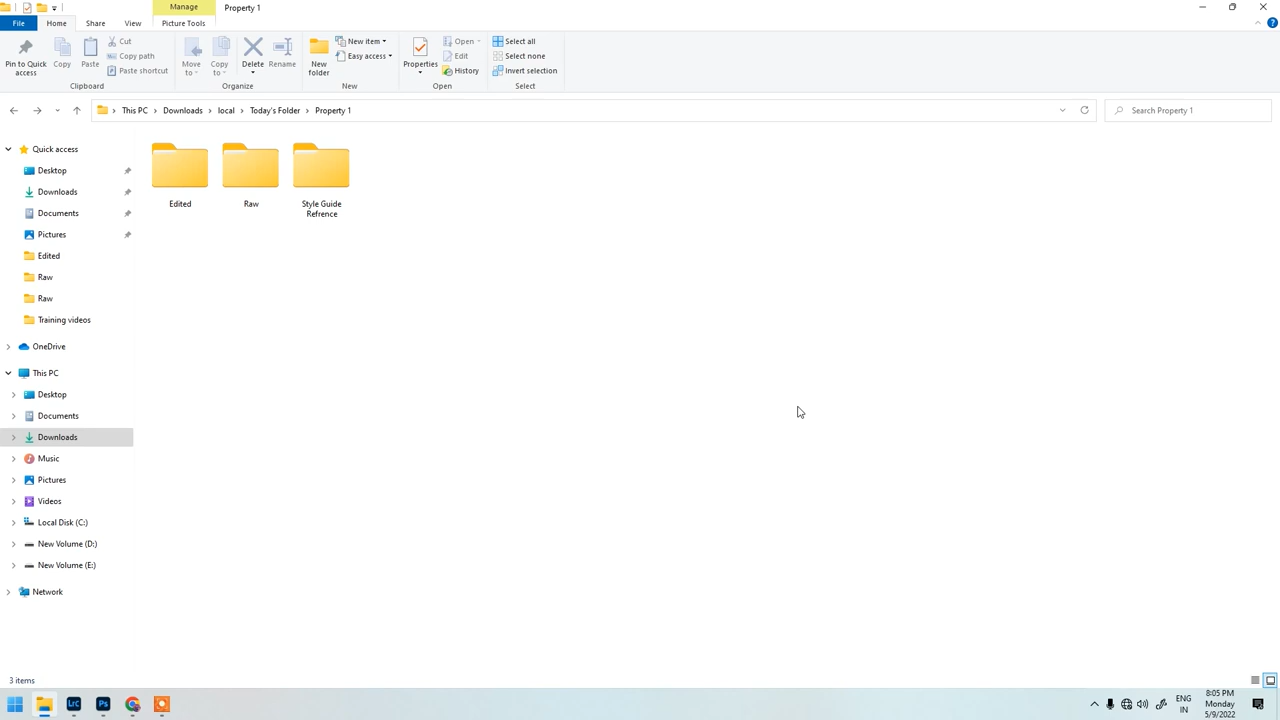 Manage
Property 1
File
Home
Share
View
Picture Tools
Pin to Quick access
Copy
Paste
Cut
Copy path
Paste shortcut
Clipboard
Move to
Copy to
Delete
Rename
Organize
New folder
New item
Easy access
New
Properties
Open
Edit
History
Open
Select all
Select none
Invert selection
Select
This PC
Downloads
local
Today's Folder
Property 1
Search Property 1
Quick access
Desktop
Downloads
Documents
Pictures
Edited
Raw
Raw
Training videos
OneDrive
This PC
Desktop
Documents
Downloads
Music
Pictures
Videos
Local Disk (C:)
New Volume (D:)
New Volume (E:)
Network
Edited
Raw
Style Guide
Refrence
3 items
LrC
Ps
ENG
IN
8:05 PM
Monday
5/9/2022